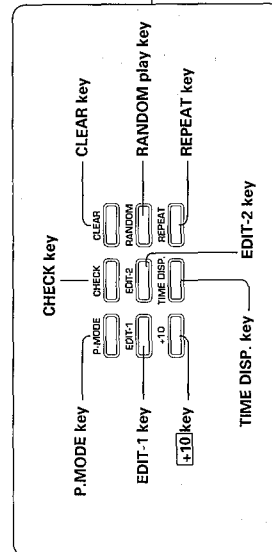 CHECK key
P.MODE key
CLEAR key
P-MODE
CHECK
CLEAR
EDIT-1 key
RANDOM play key
EDIT-1
EDIT-2
RANDOM
+10 key
REPEAT key
+10
TIME DISP.
REPEAT
EDIT-2 key
TIME DISP. key